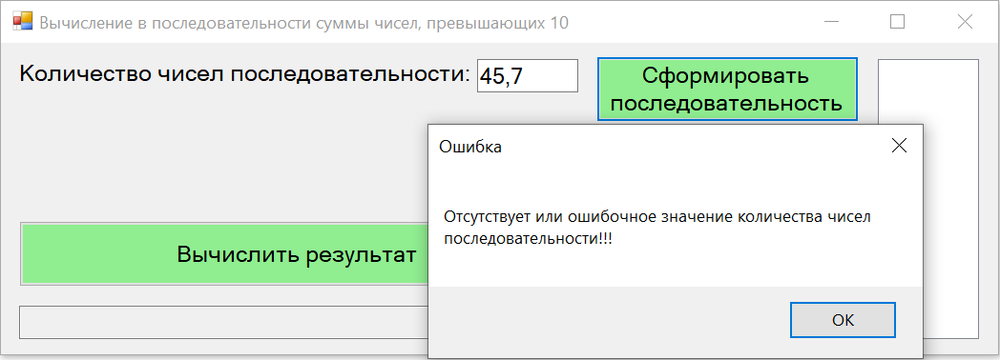 Вычисление в последовательности суммы чисел, превышающих 10
Количество чисел последовательности: 45,7
Сформировать
последовательность
Ошибка
Отсутствует или ошибочное значение количества чисел
последовательности!!!
Вычислить результат
OK